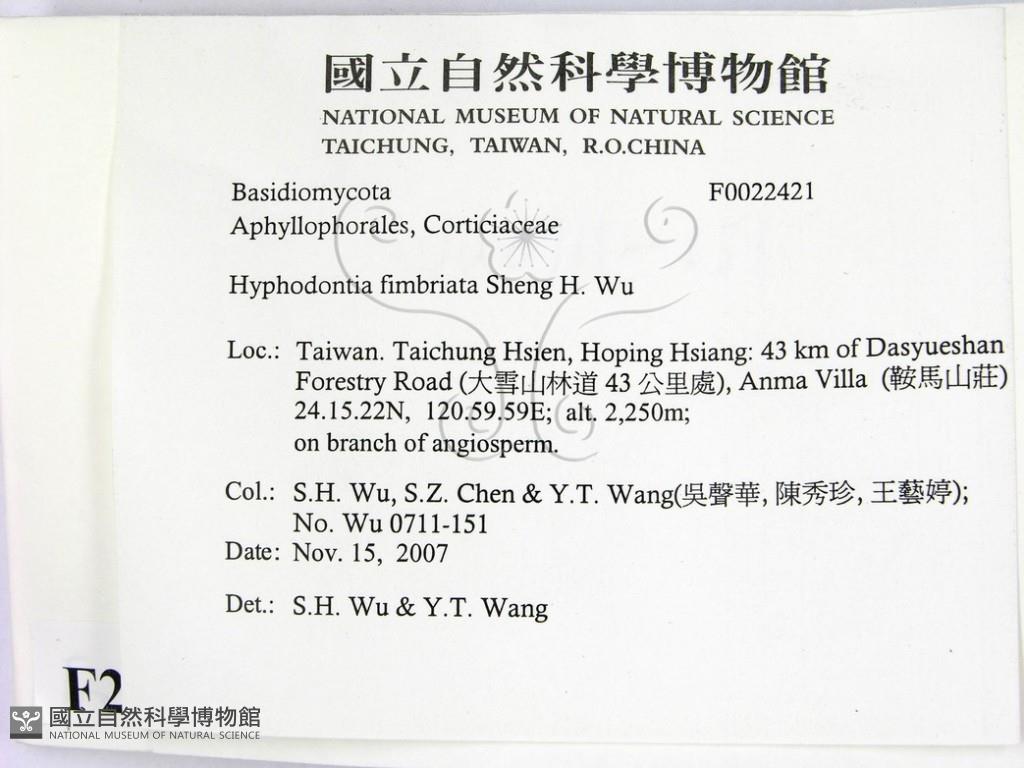 國立自然科學博物館
NATIONAL MUSEUM OF NATURAL SCIENCE
TAICHUNG, TAIWAN, R.O.CHINA
Basidiomycota F0022421
Aphyllophorales, Corticiaceae
Hyphodontia fimbriata Sheng H. Wu
Loc.: Taiwan. Taichung Hsien, Hoping Hsiang: 43 km of Dasyueshan
Forestry Road (大雪山林道 43 公里處), Anma Villa (鞍馬山莊)
24.15.22N, 120.59.59E; alt. 2,250m;
on branch of angiosperm.
Col.: S.H. Wu, S.Z. Chen & Y.T. Wang(吳聲華, 陳秀珍, 王藝婷);
No. Wu 0711-151
Date: Nov. 15, 2007
Det.: S.H. Wu & Y.T. Wang
F2
國立自然科學博物館
NATIONAL MUSEUM OF NATURAL SCIENCE